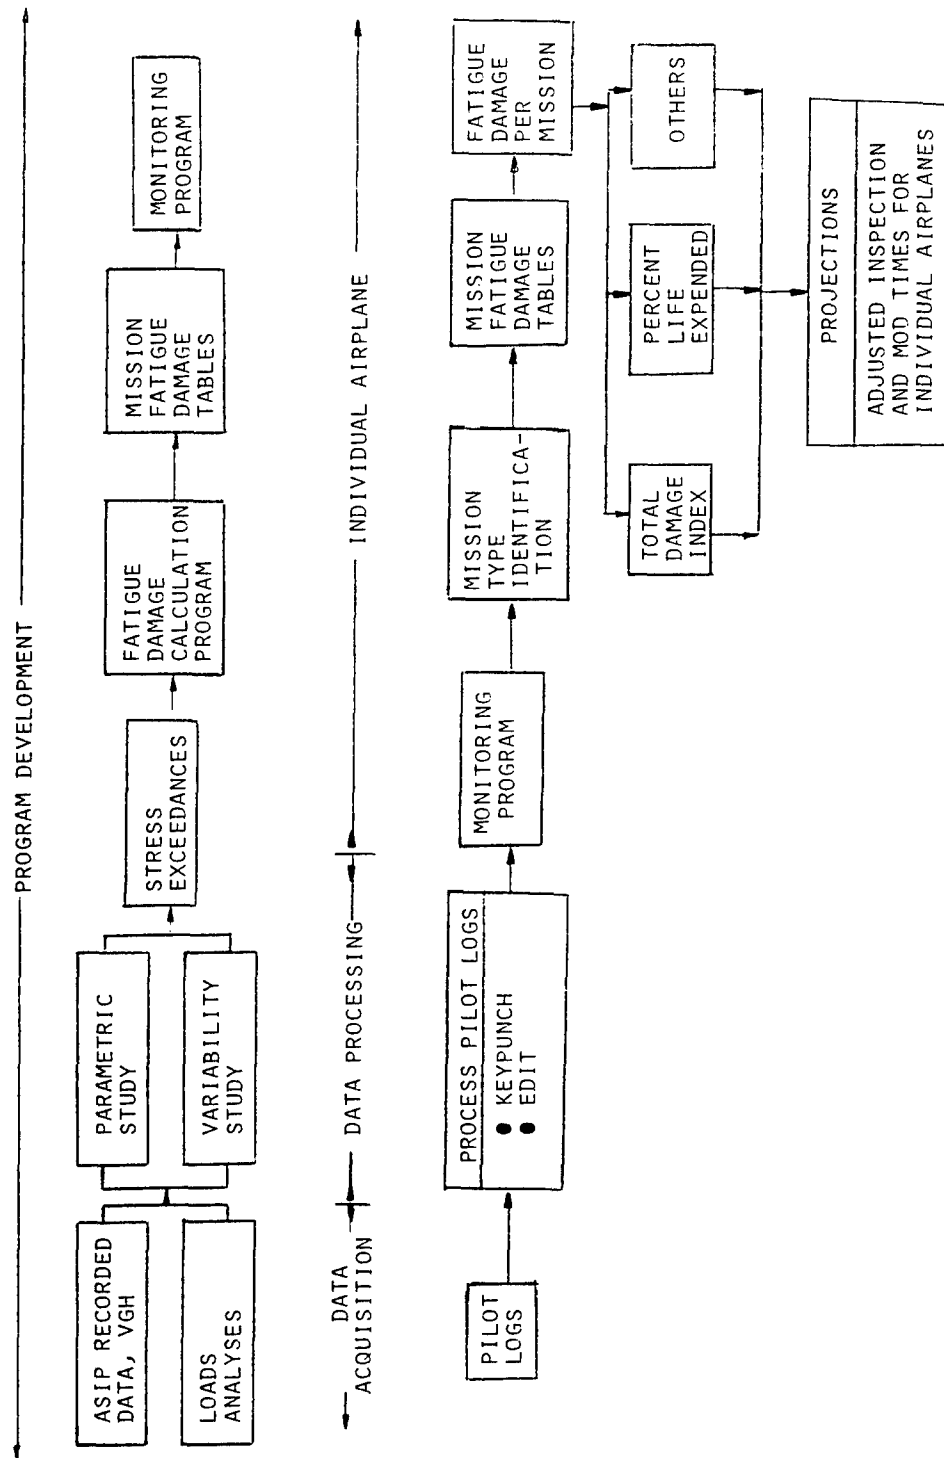 PROGRAM DEVELOPMENT
ASIP RECORDED
DATA, VGH
LOADS
ANALYSES
PARAMETRIC
STUDY
VARIABILITY
STUDY
STRESS
EXCEEDANCES
FATIGUE
DAMAGE
CALCULATION
PROGRAM
MISSION
FATIGUE
DAMAGE
TABLES
MONITORING
PROGRAM
DATA
ACQUISITION
DATA PROCESSING
INDIVIDUAL AIRPLANE
PILOT
LOGS
PROCESS PILOT LOGS
● KEYPUNCH
● EDIT
MONITORING
PROGRAM
MISSION
TYPE
IDENTIFICA-
TION
MISSION
FATIGUE
DAMAGE
TABLES
FATIGUE
DAMAGE
PER
MISSION
TOTAL
DAMAGE
INDEX
PERCENT
LIFE
EXPENDED
OTHERS
PROJECTIONS
ADJUSTED INSPECTION
AND MOD TIMES FOR
INDIVIDUAL AIRPLANES